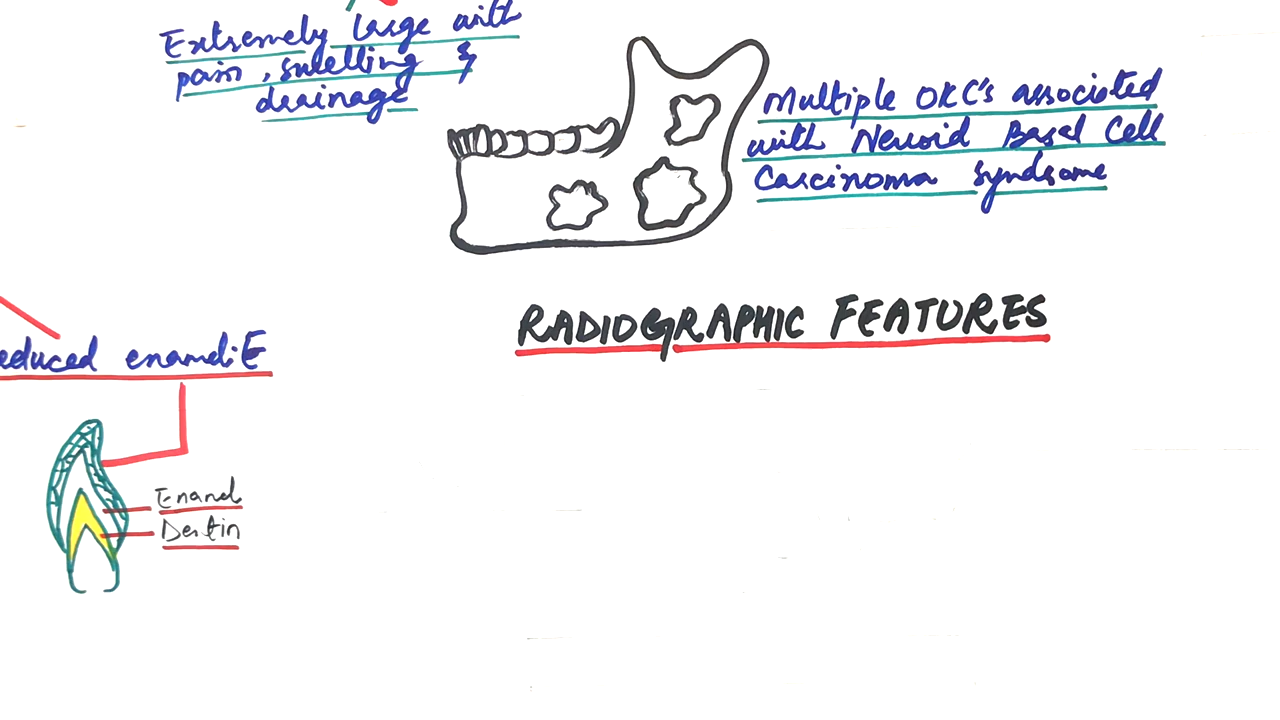 Extremely large with
pain, swelling &
drainage
Multiple OKC's associated
with Nevoid Basal Cell
Carcinoma syndrome
RADIOGRAPHIC FEATURES
educed enamel.E
Enamel
Dentin